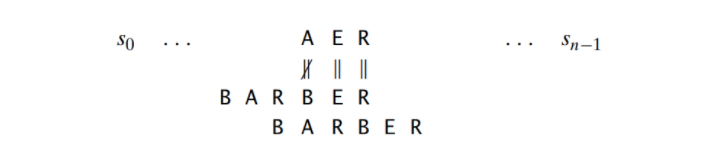 s₀ ... A E R ... sₙ₋₁
∦ ‖ ‖
B A R B E R
B A R B E R